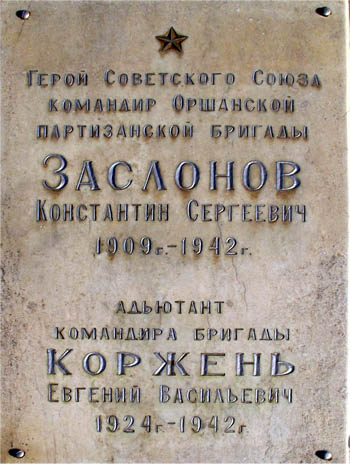 Герой Советского Союза
командир Оршанской
партизанской бригады
Заслонов
Константин Сергеевич
1909г.-1942г.
адьютант
командира бригады
Коржень
Евгений Васильевич
1924г.-1942г.